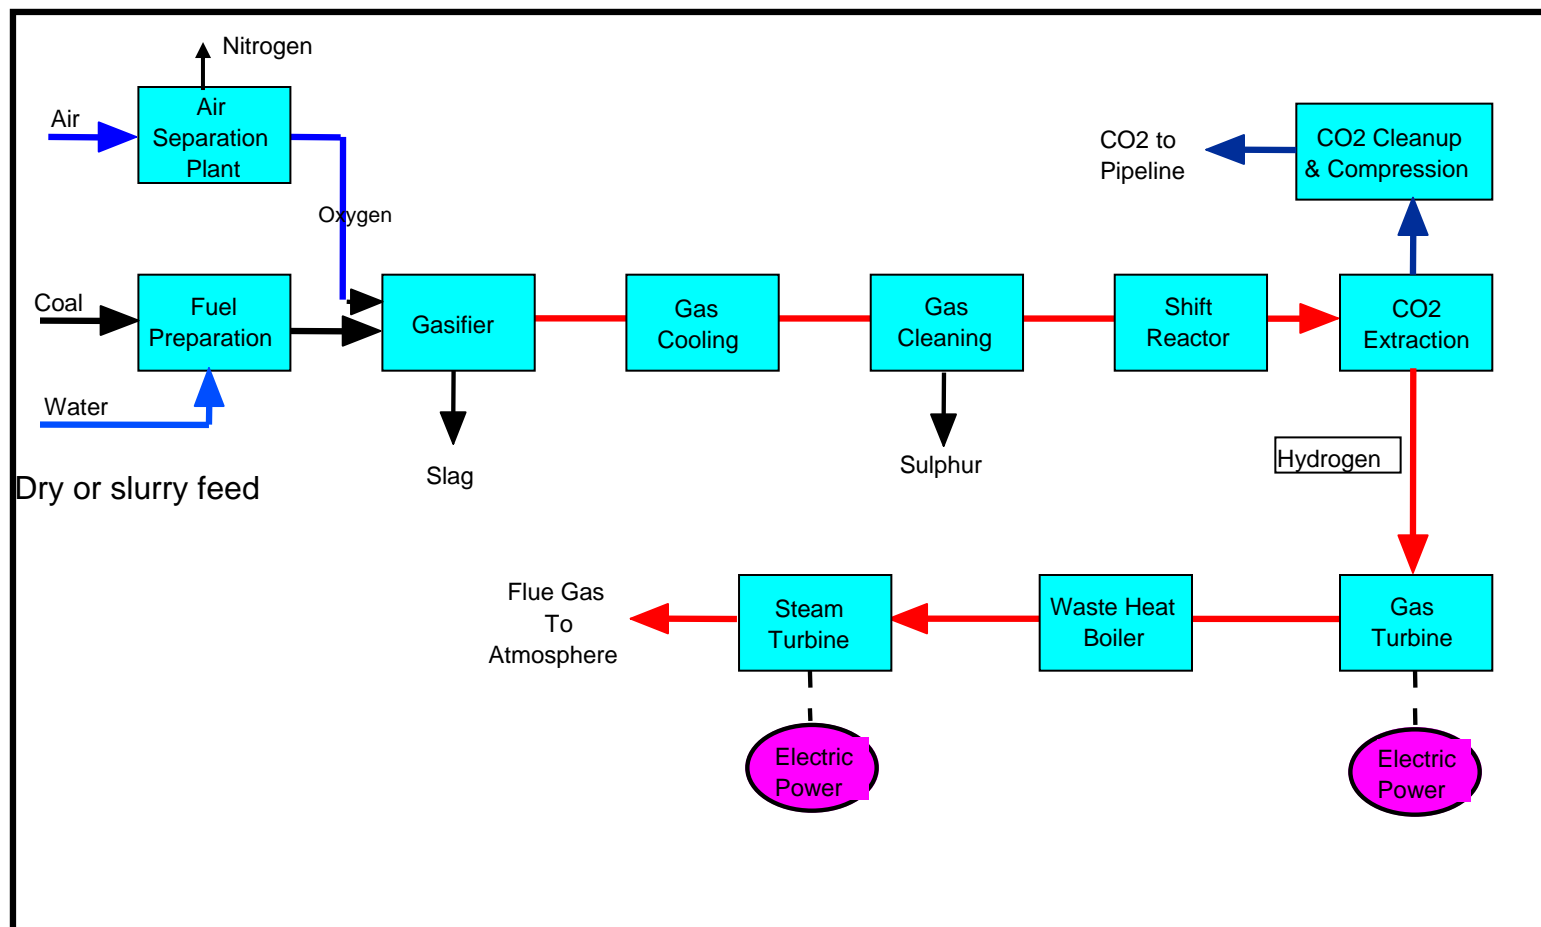 Nitrogen
Air
Air
Separation
Plant
CO2 to
Pipeline
CO2 Cleanup
& Compression
Oxygen
Coal
Fuel
Preparation
Gasifier
Gas
Cooling
Gas
Cleaning
Shift
Reactor
CO2
Extraction
Water
Slag
Sulphur
Hydrogen
Dry or slurry feed
Flue Gas
To
Atmosphere
Steam
Turbine
Waste Heat
Boiler
Gas
Turbine
Electric
Power
Electric
Power